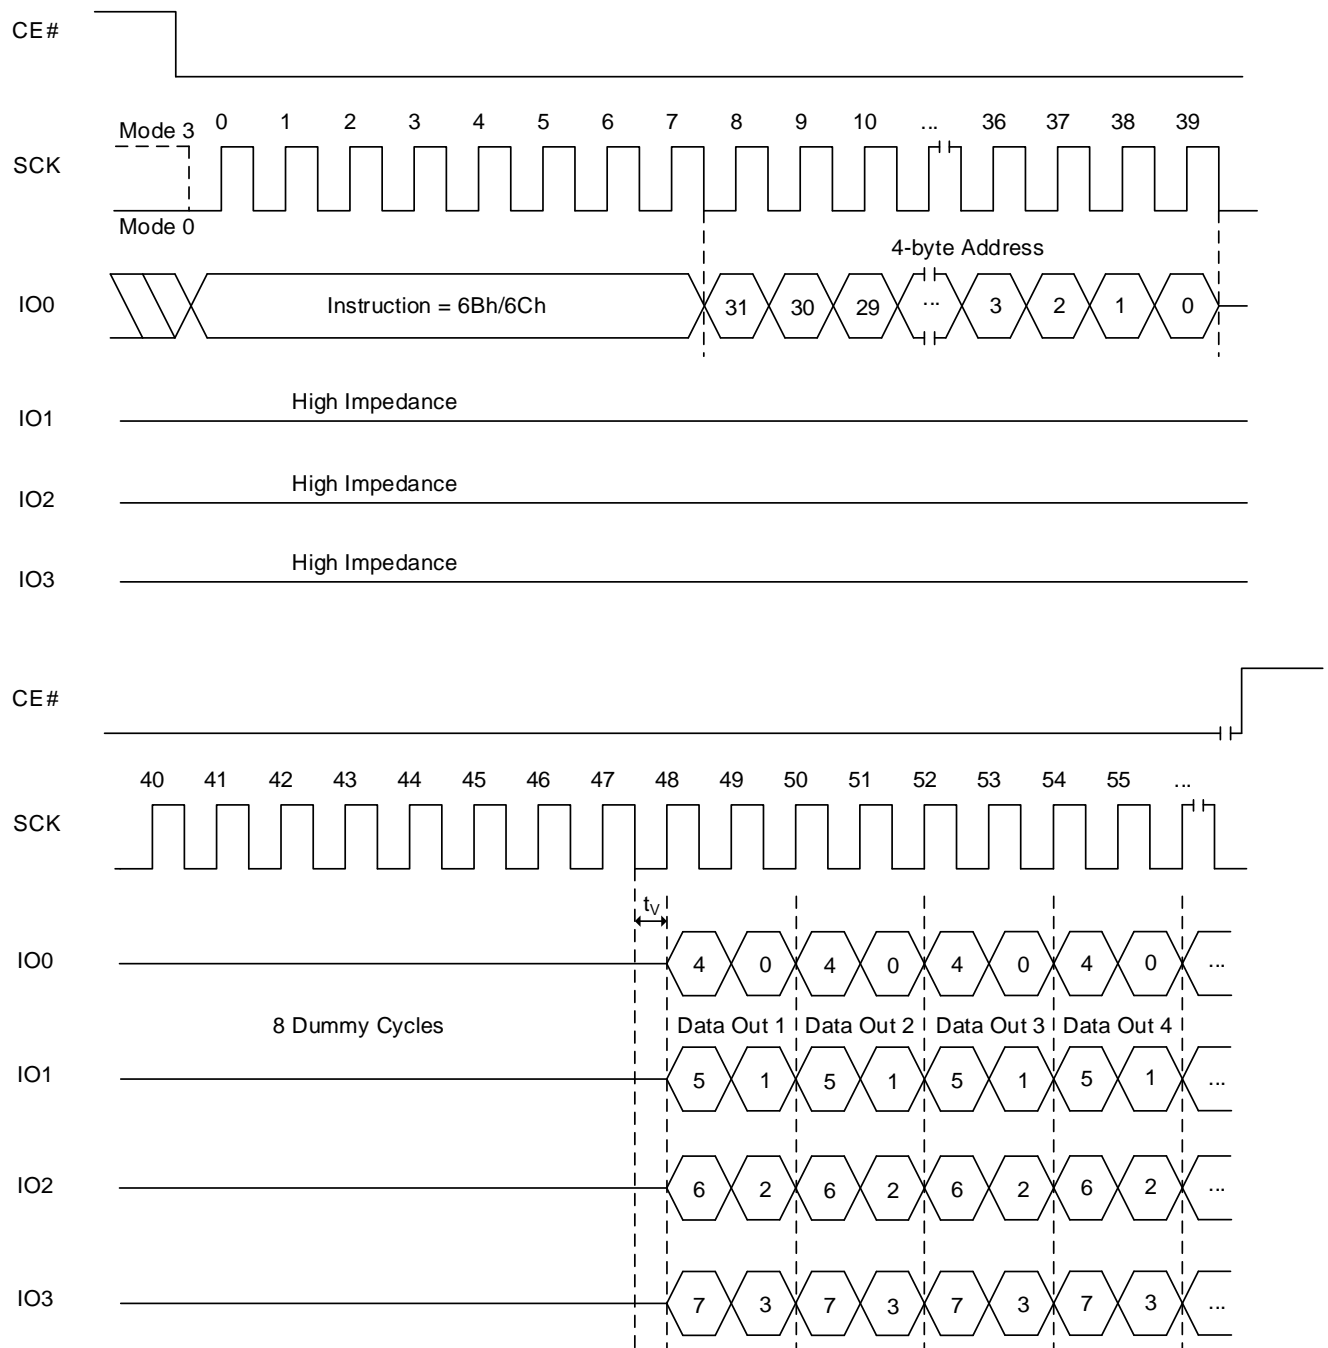 CE#
Mode 3 0 1 2 3 4 5 6 7 8 9 10 ... 36 37 38 39
SCK
Mode 0
4-byte Address
IO0 Instruction = 6Bh/6Ch 31 30 29 ... 3 2 1 0
High Impedance
IO1
High Impedance
IO2
High Impedance
IO3
CE#
40 41 42 43 44 45 46 47 48 49 50 51 52 53 54 55 ...
SCK
tV
IO0 4 0 4 0 4 0 4 0 ...
8 Dummy Cycles Data Out 1 Data Out 2 Data Out 3 Data Out 4
IO1 5 1 5 1 5 1 5 1 ...
IO2 6 2 6 2 6 2 6 2 ...
IO3 7 3 7 3 7 3 7 3 ...